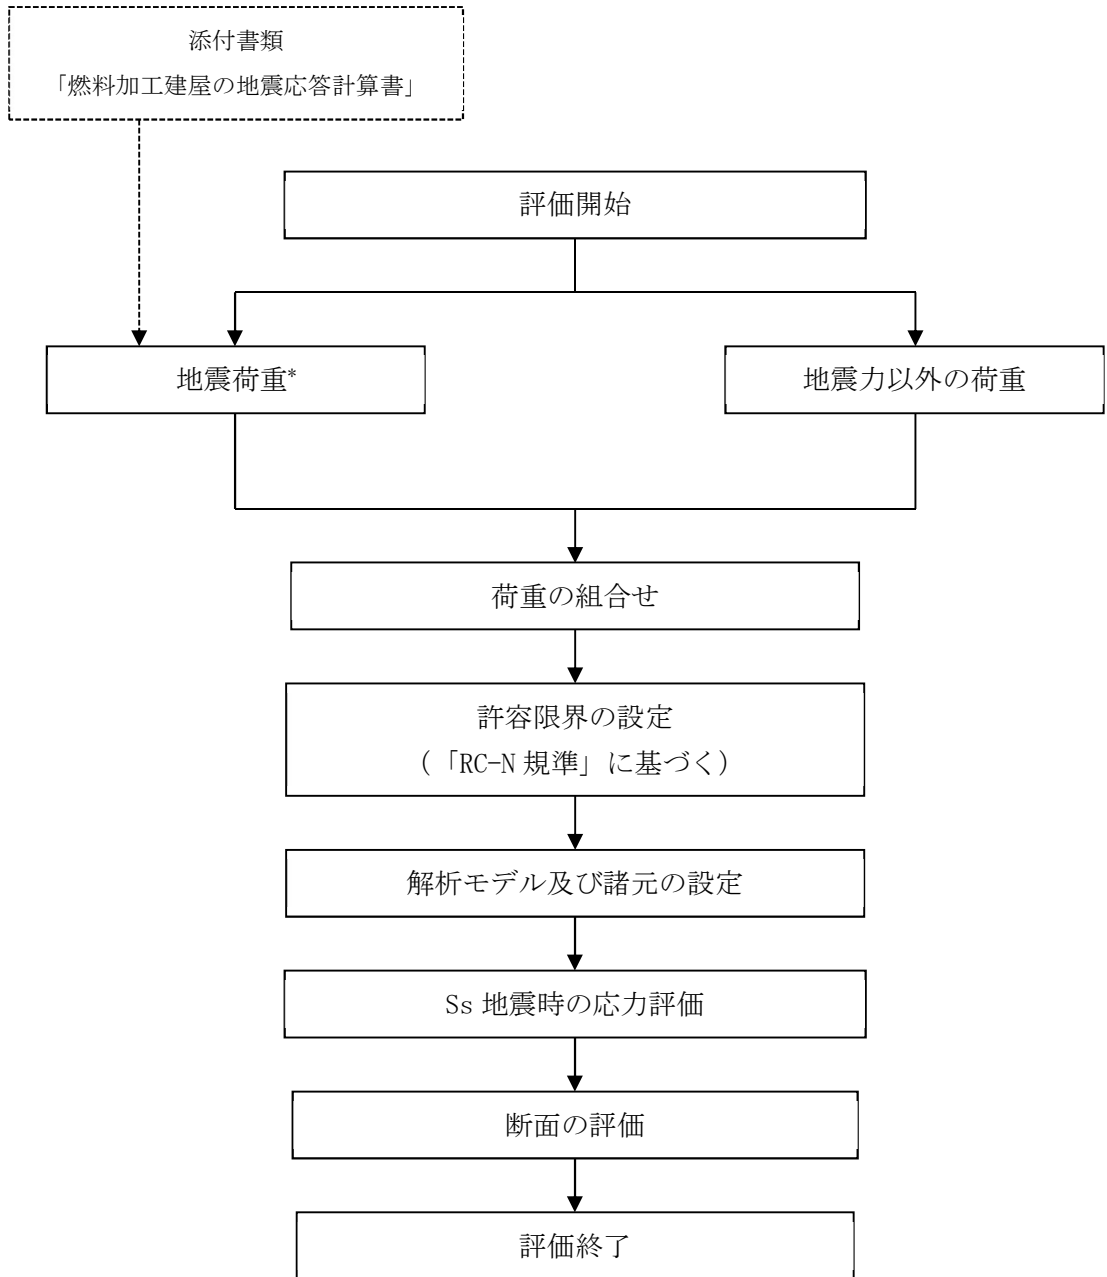 添付書類
「燃料加工建屋の地震応答計算書」
評価開始
地震荷重*
地震力以外の荷重
荷重の組合せ
許容限界の設定
(「RC-N 規準」に基づく)
解析モデル及び諸元の設定
Ss 地震時の応力評価
断面の評価
評価終了